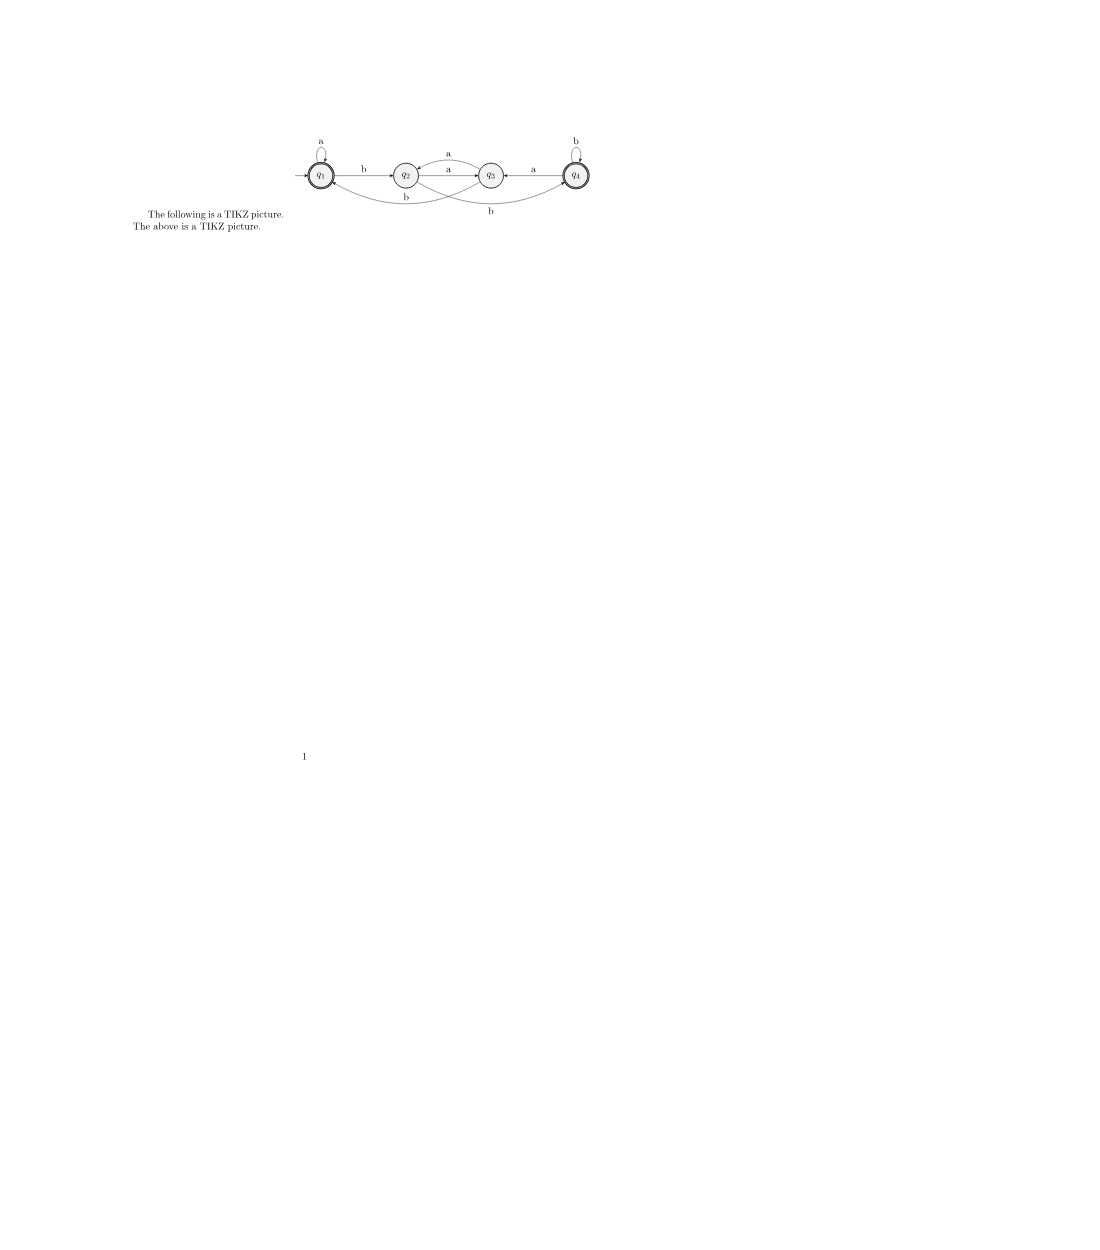 a b
a
q1 b q2 a q3 a q4
b
b
The following is a TIKZ picture.
The above is a TIKZ picture.
1